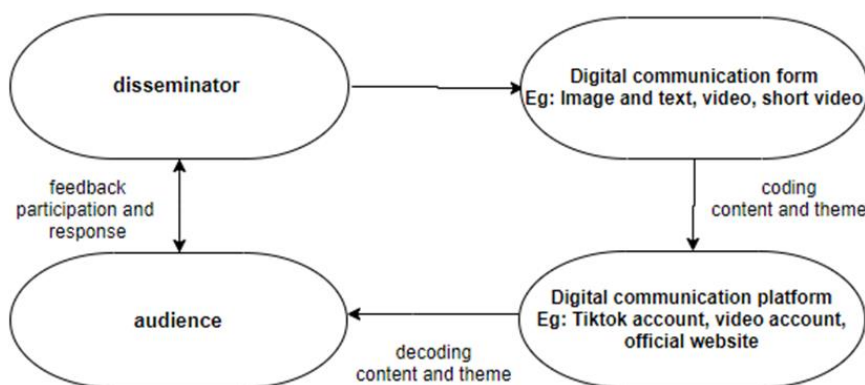 disseminator
Digital communication form
Eg: Image and text, video, short video,
feedback
participation and
response
coding
content and theme
audience
Digital communication platform
Eg: Tiktok account, video account,
official website
decoding
content and theme